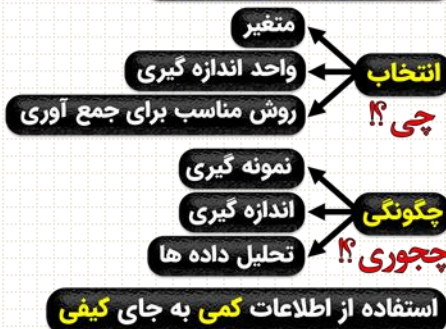 متغیر
انتخاب
واحد اندازه گیری
چی ؟!
روش مناسب برای جمع آوری
نمونه گیری
چگونگی
اندازه گیری
چجوری ؟!
تحلیل داده ها
استفاده از اطلاعات کمی به جای کیفی